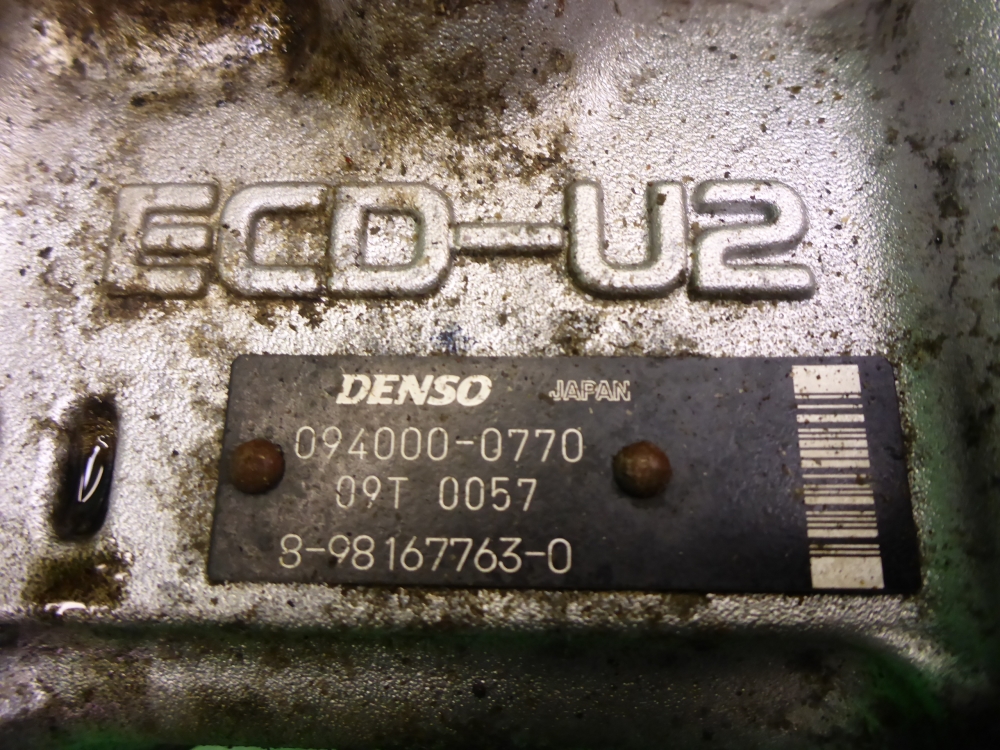 ECD-U2
DENSO JAPAN
094000-0770
09T 0057
8-98167763-0